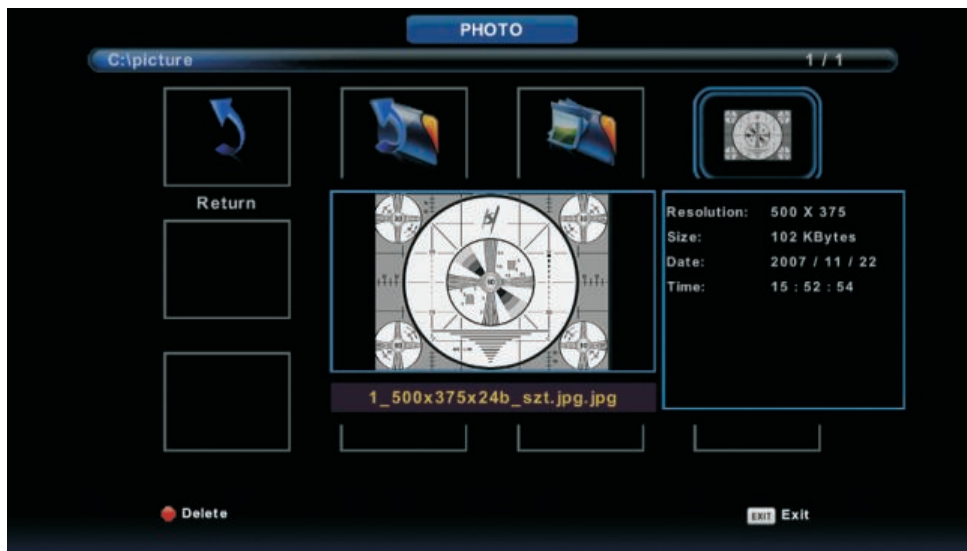 PHOTO
C:\picture
1 / 1
Return
Resolution: 500 X 375
Size: 102 KBytes
Date: 2007 / 11 / 22
Time: 15 : 52 : 54
1_500x375x24b_szt.jpg.jpg
Delete
EXIT Exit